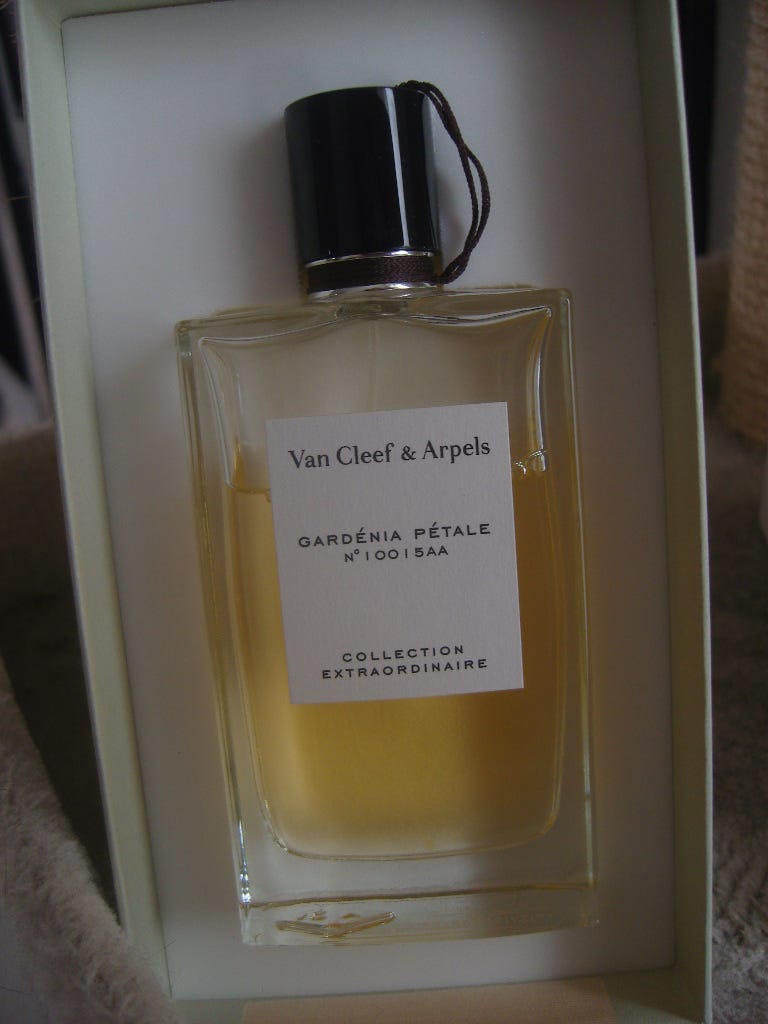 Van Cleef & Arpels
GARDÉNIA PÉTALE
N°10015AA
COLLECTION
EXTRAORDINAIRE